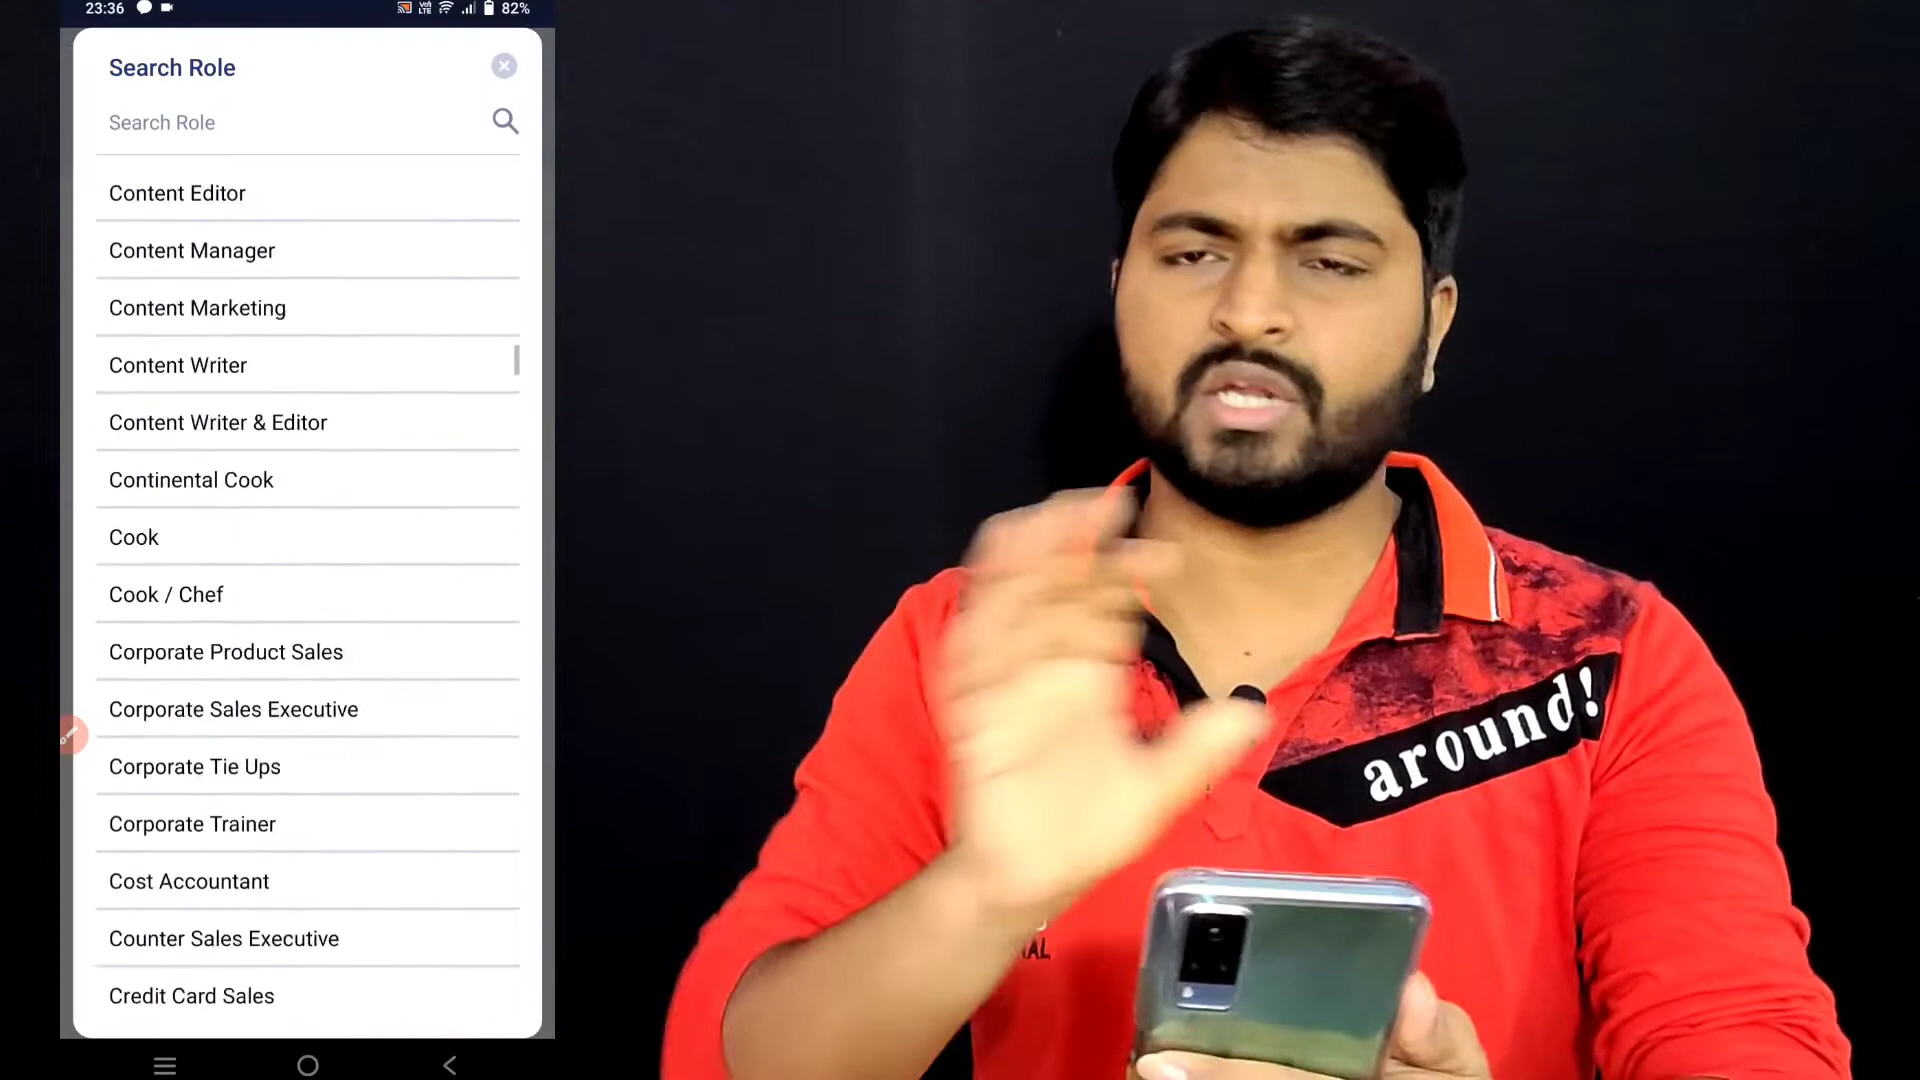 23:36
82%
Search Role
Search Role
Content Editor
Content Manager
Content Marketing
Content Writer
Content Writer & Editor
Continental Cook
Cook
Cook / Chef
Corporate Product Sales
Corporate Sales Executive
Corporate Tie Ups
Corporate Trainer
Cost Accountant
Counter Sales Executive
Credit Card Sales
around!